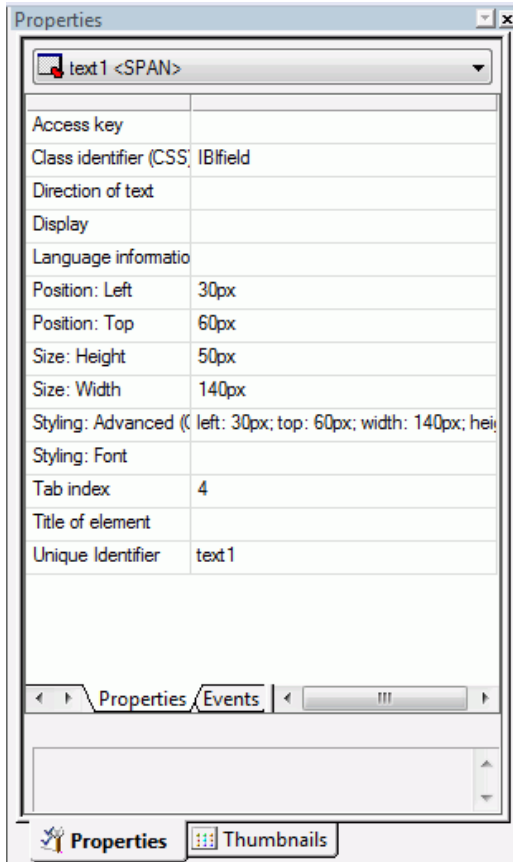 Properties
text1 <SPAN>
Access key
Class identifier (CSS) IBIfield
Direction of text
Display
Language informatio
Position: Left 30px
Position: Top 60px
Size: Height 50px
Size: Width 140px
Styling: Advanced (C left: 30px; top: 60px; width: 140px; hei
Styling: Font
Tab index 4
Title of element
Unique Identifier text1
Properties Events
Properties Thumbnails